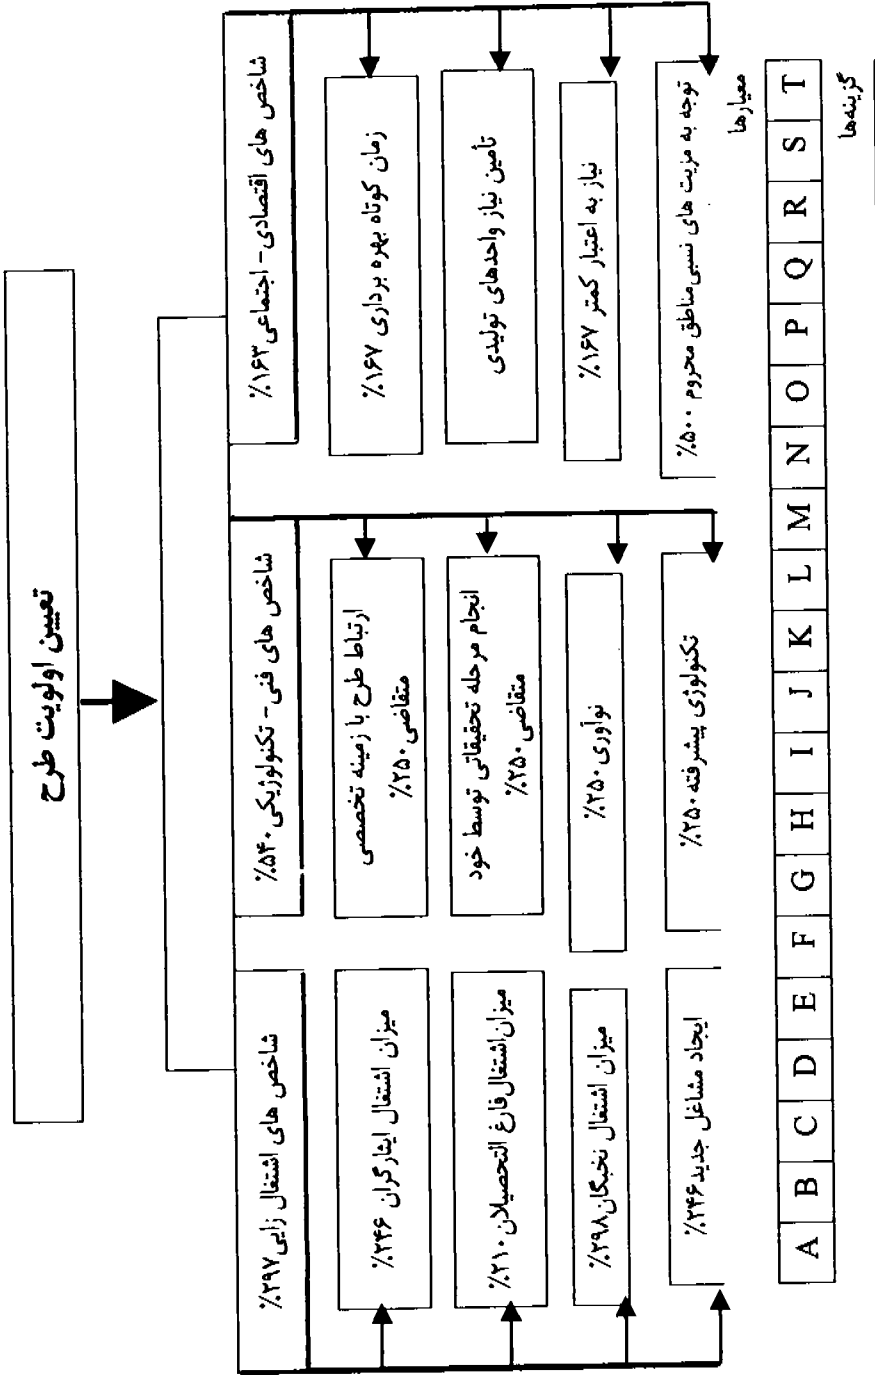 تعیین اولویت طرح
شاخص های اقتصادی - اجتماعی ۱۶۳٪
زمان کوتاه بهره برداری ۱۶۷٪
تأمین نیاز واحدهای تولیدی
نیاز به اعتبار کمتر ۱۶۷٪
توجه به مزیت های نسبی مناطق محروم ۵۰۰٪
شاخص های فنی - تکنولوژیکی ۵۴۰٪
ارتباط طرح با زمینه تخصصی
متقاضی ۲۵۰٪
انجام مرحله تحقیقاتی توسط خود
متقاضی ۲۵۰٪
نوآوری ۲۵۰٪
تکنولوژی پیشرفته ۲۵۰٪
شاخص های اشتغال زایی ۲۹۷٪
میزان اشتغال ایثارگران ۲۴۶٪
میزان اشتغال فارغ التحصیلان ۲۱۰٪
میزان اشتغال نخبگان ۲۹۸٪
ایجاد مشاغل جدید ۲۴۶٪
معیارها
A B C D E F G H I J K L M N O P Q R S T
گزینه‌ها